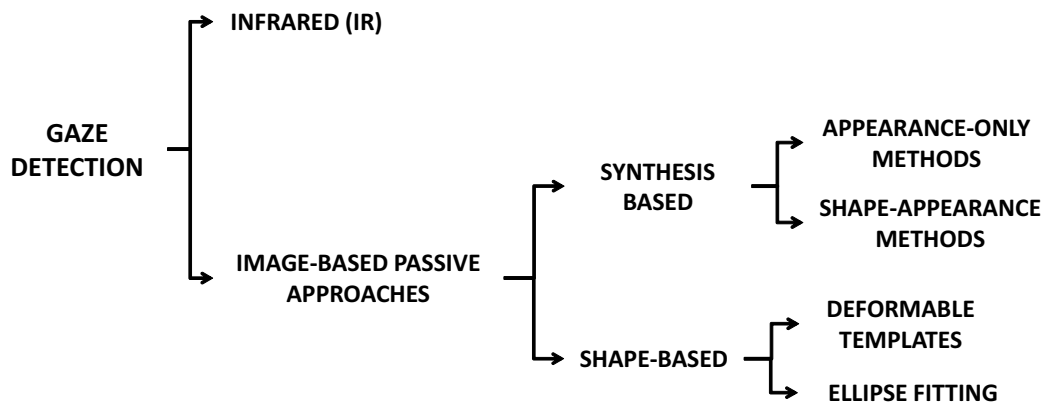 INFRARED (IR)
GAZE
DETECTION
IMAGE-BASED PASSIVE
APPROACHES
SYNTHESIS
BASED
APPEARANCE-ONLY
METHODS
SHAPE-APPEARANCE
METHODS
SHAPE-BASED
DEFORMABLE
TEMPLATES
ELLIPSE FITTING